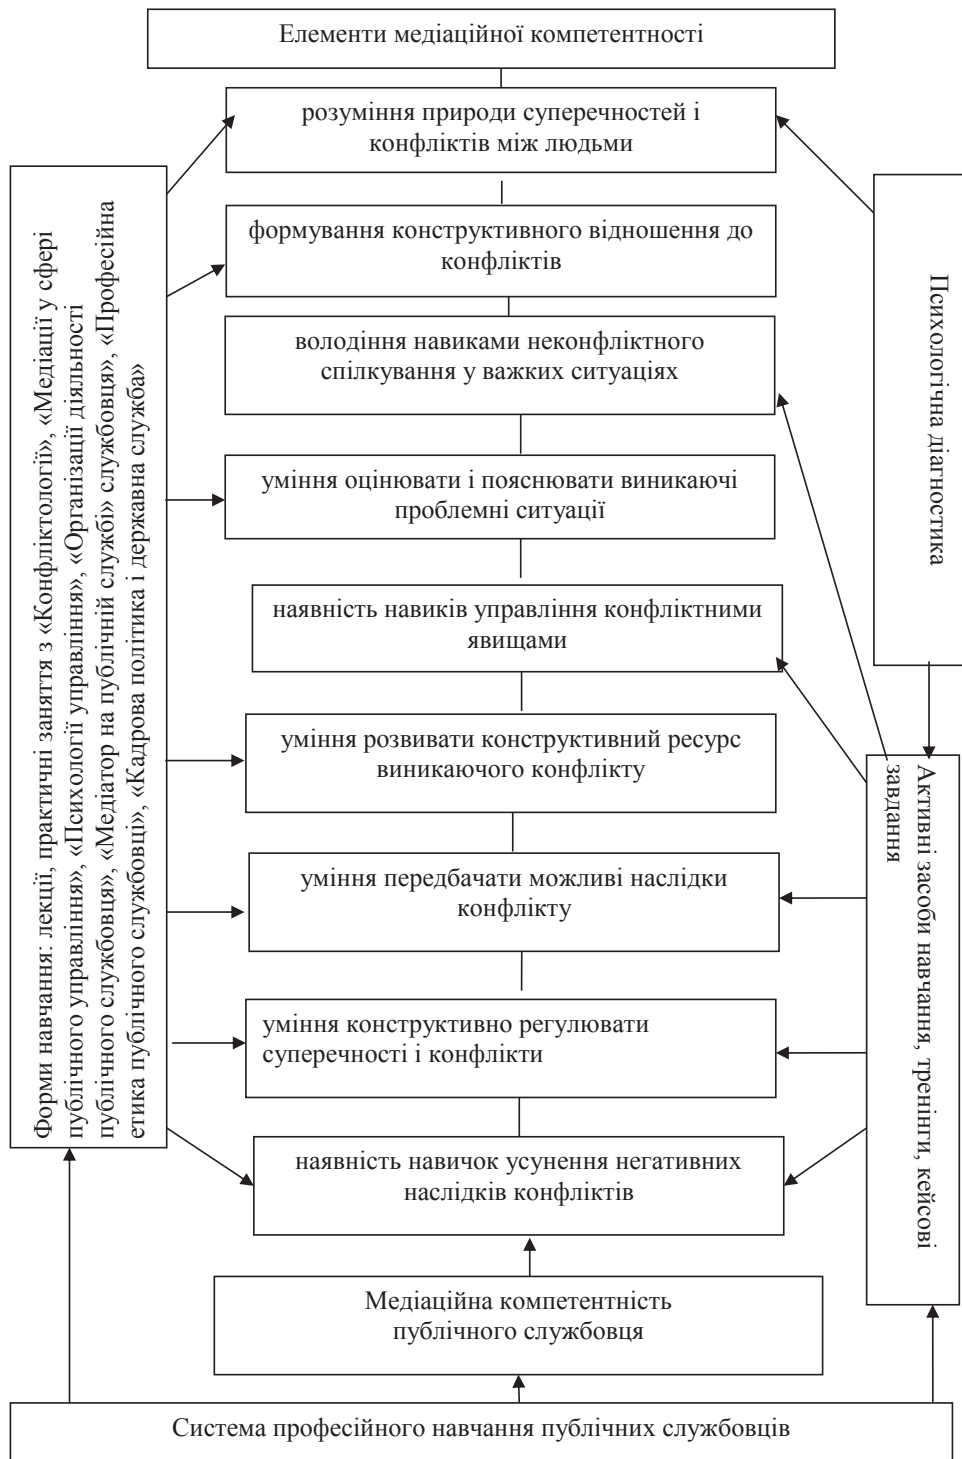 Елементи медіаційної компетентності
розуміння природи суперечностей і
конфліктів між людьми
формування конструктивного відношення до
конфліктів
володіння навиками неконфліктного
спілкування у важких ситуаціях
уміння оцінювати і пояснювати виникаючі
проблемні ситуації
наявність навиків управління конфліктними
явищами
уміння розвивати конструктивний ресурс
виникаючого конфлікту
уміння передбачати можливі наслідки
конфлікту
уміння конструктивно регулювати
суперечності і конфлікти
наявність навичок усунення негативних
наслідків конфліктів
Медіаційна компетентність
публічного службовця
Система професійного навчання публічних службовців
Форми навчання: лекції, практичні заняття з «Конфліктології», «Медіації у сфері
публічного управління», «Психології управління», «Організації діяльності
публічного службовця», «Медіатор на публічній службі» службовця», «Професійна
етика публічного службовці», «Кадрова політика і державна служба»
Психологічна діагностика
Активні засоби навчання, тренінги, кейсові
завдання